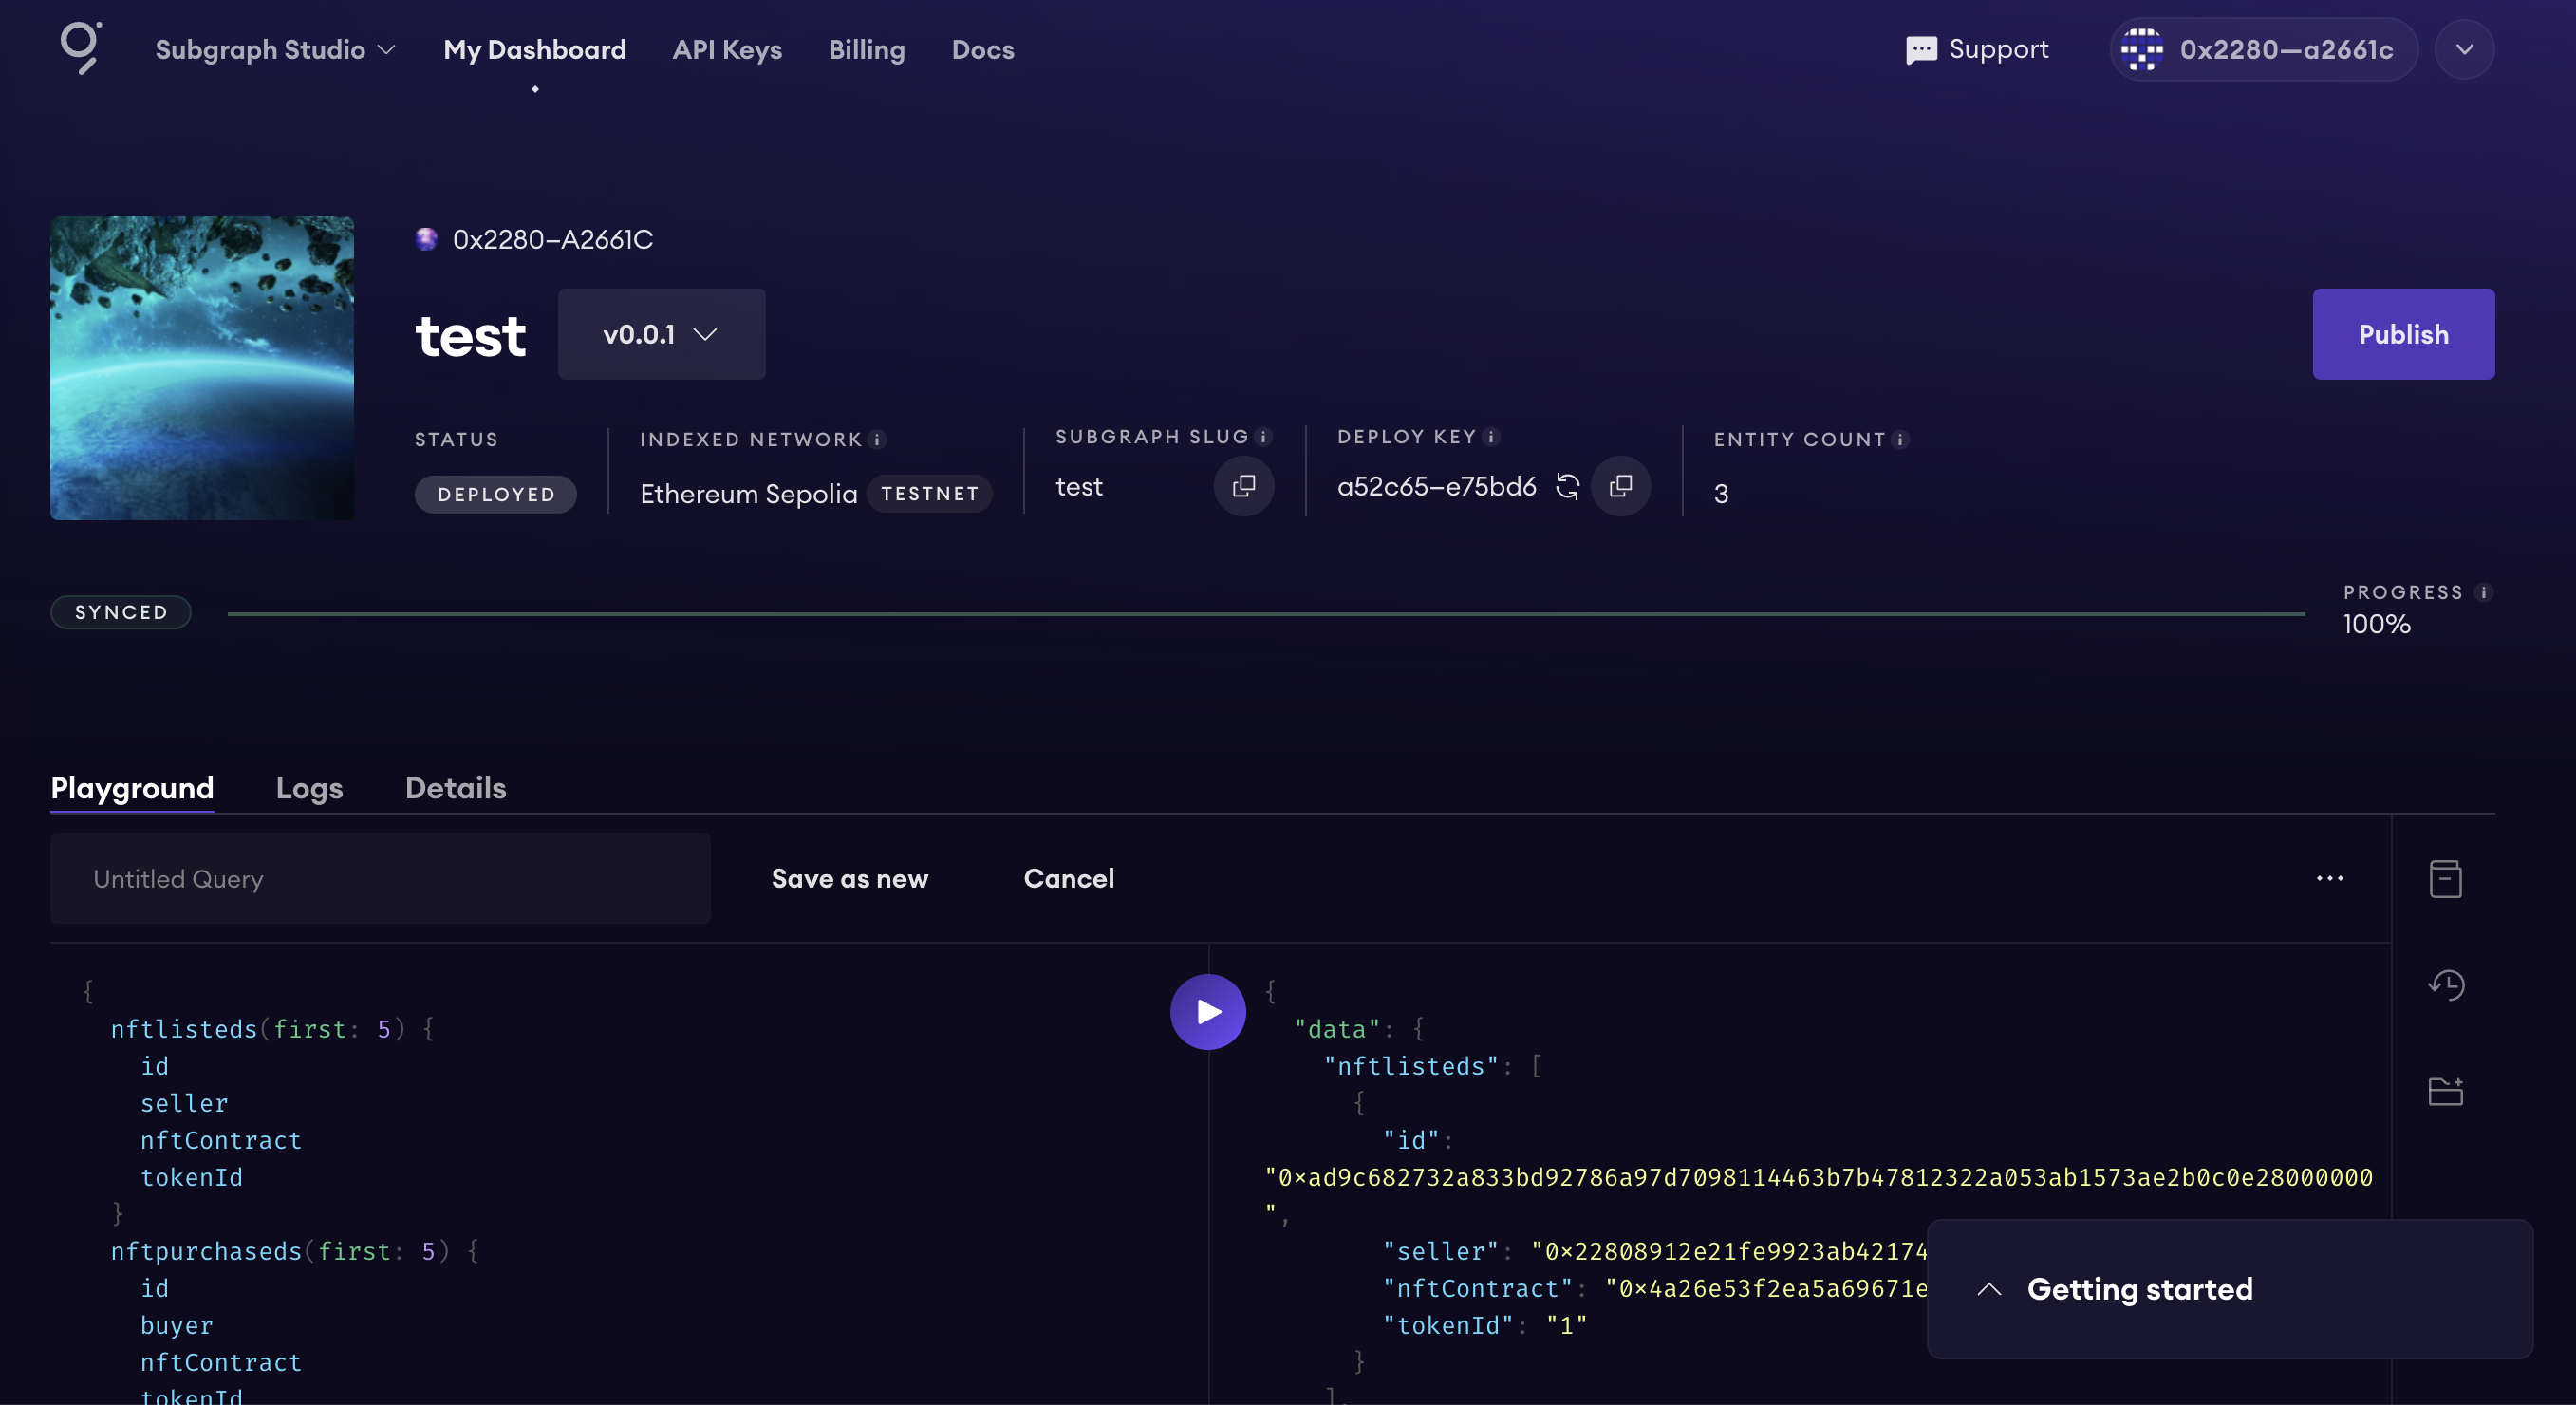 Subgraph Studio My Dashboard API Keys Billing Docs Support 0x2280—a2661c
0x2280–A2661C
test v0.0.1 Publish
STATUS INDEXED NETWORK SUBGRAPH SLUG DEPLOY KEY ENTITY COUNT
DEPLOYED Ethereum Sepolia TESTNET test a52c65–e75bd6 3
SYNCED PROGRESS
100%
Playground Logs Details
Untitled Query Save as new Cancel
{
nftlisteds(first: 5) {
id
seller
nftContract
tokenId
}
nftpurchaseds(first: 5) {
id
buyer
nftContract
tokenId
{
"data": {
"nftlisteds": [
{
"id":
"0xad9c682732a833bd92786a97d7098114463b7b47812322a053ab1573ae2b0c0e28000000
",
"seller": "0x22808912e21fe9923ab42174
"nftContract": "0x4a26e53f2ea5a69671e
"tokenId": "1"
}
]
Getting started